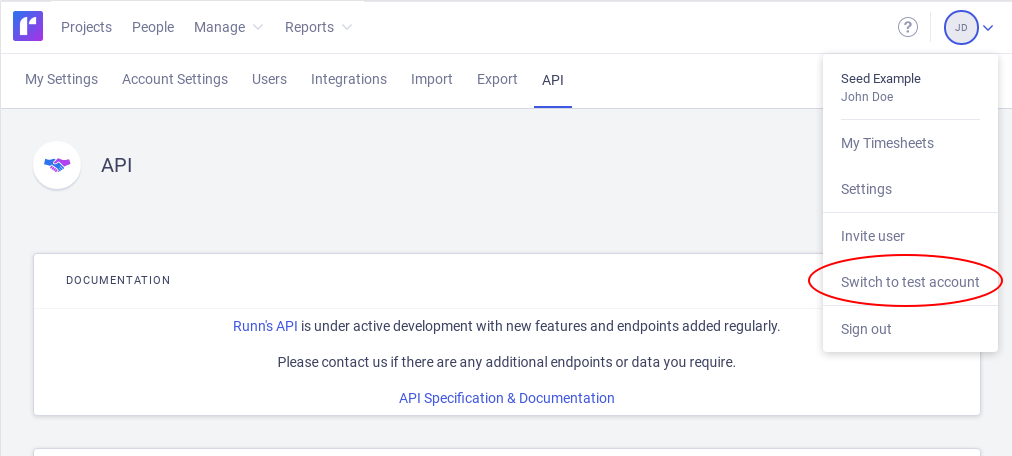 Projects People Manage Reports ? JD
My Settings Account Settings Users Integrations Import Export API
Seed Example
John Doe
My Timesheets
Settings
Invite user
Switch to test account
Sign out
API
DOCUMENTATION
Runn's API is under active development with new features and endpoints added regularly.
Please contact us if there are any additional endpoints or data you require.
API Specification & Documentation